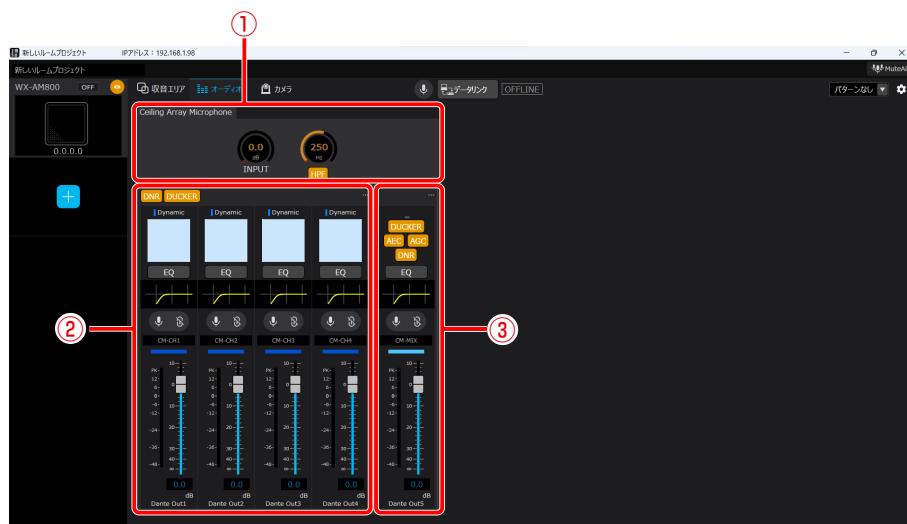 ①
新しいルームプロジェクト IPアドレス：192.168.1.98
新しいルームプロジェクト MuteAl
WX-AM800 OFF 収音エリア オーディオ カメラ データリンク OFFLINE パターンなし
Ceiling Array Microphone
0.0.0.0
0.0 dB INPUT
250 Hz HPF
DNR DUCKER
Dynamic Dynamic Dynamic Dynamic
DUCKER
AEC AGC
DNR
EQ EQ EQ EQ EQ
② ③
CM-CH1 CM-CH2 CM-CH3 CM-CH4 CM-MIX
0.0 0.0 0.0 0.0 0.0
dB dB dB dB dB
Dante Out1 Dante Out2 Dante Out3 Dante Out4 Dante Out5